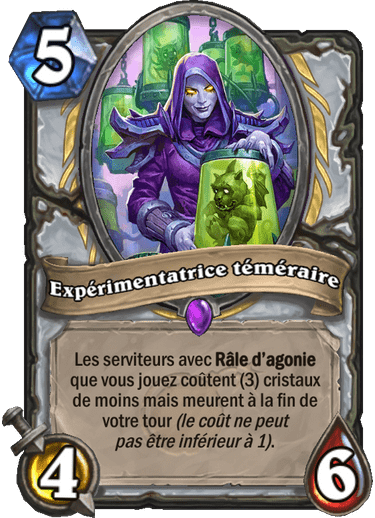 5
Expérimentatrice téméraire
Les serviteurs avec Râle d'agonie
que vous jouez coûtent (3) cristaux
de moins mais meurent à la fin de
votre tour (le coût ne peut
pas être inférieur à 1).
4
6